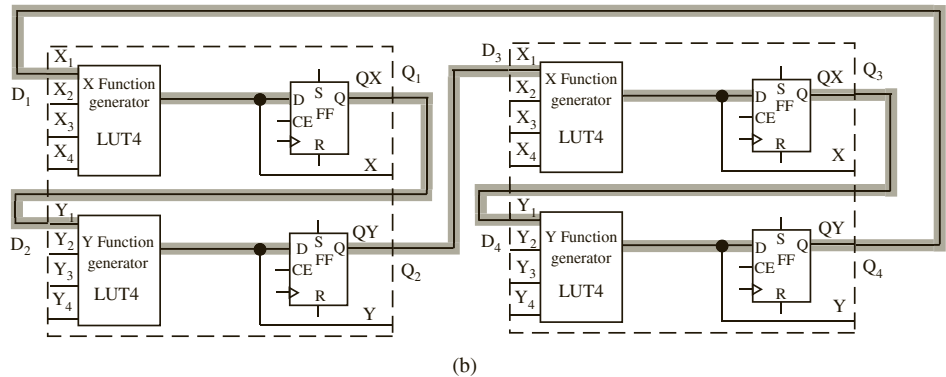 D1
X1
X2
X3
X4
X Function
generator
LUT4
D
S
Q
FF
CE
R
QX
Q1
X
D2
Y1
Y2
Y3
Y4
Y Function
generator
LUT4
D
S
Q
FF
CE
R
QY
Q2
Y
D3
X1
X2
X3
X4
X Function
generator
LUT4
D
S
Q
FF
CE
R
QX
Q3
X
D4
Y1
Y2
Y3
Y4
Y Function
generator
LUT4
D
S
Q
FF
CE
R
QY
Q4
Y
(b)